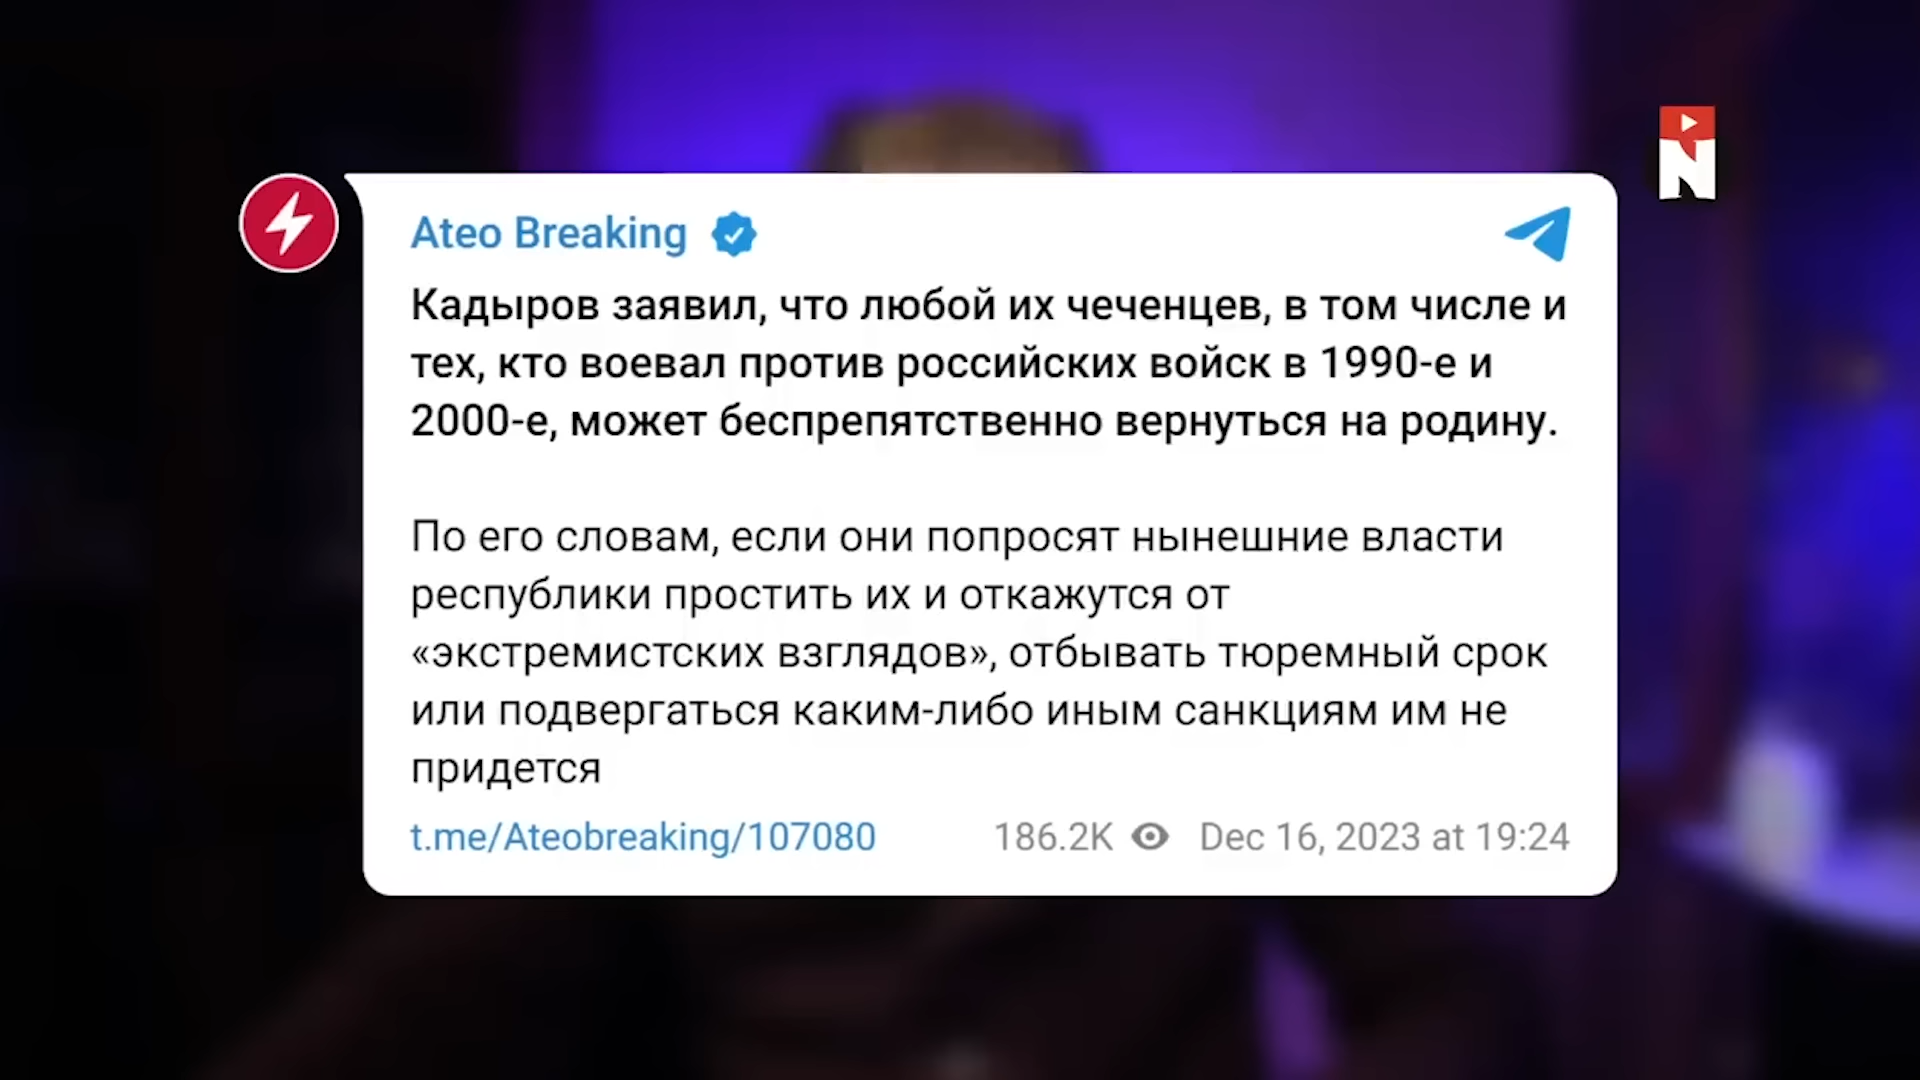 N
Ateo Breaking
Кадыров заявил, что любой их чеченцев, в том числе и
тех, кто воевал против российских войск в 1990-е и
2000-е, может беспрепятственно вернуться на родину.
По его словам, если они попросят нынешние власти
республики простить их и откажутся от
«экстремистских взглядов», отбывать тюремный срок
или подвергаться каким-либо иным санкциям им не
придется
t.me/Ateobreaking/107080 186.2K Dec 16, 2023 at 19:24